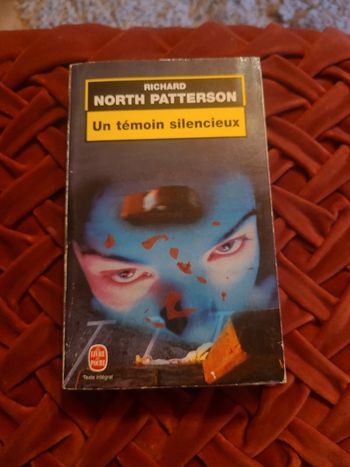 RICHARD
NORTH PATTERSON
Un témoin silencieux
LE LIVRE
DE POCHE
Texte intégral